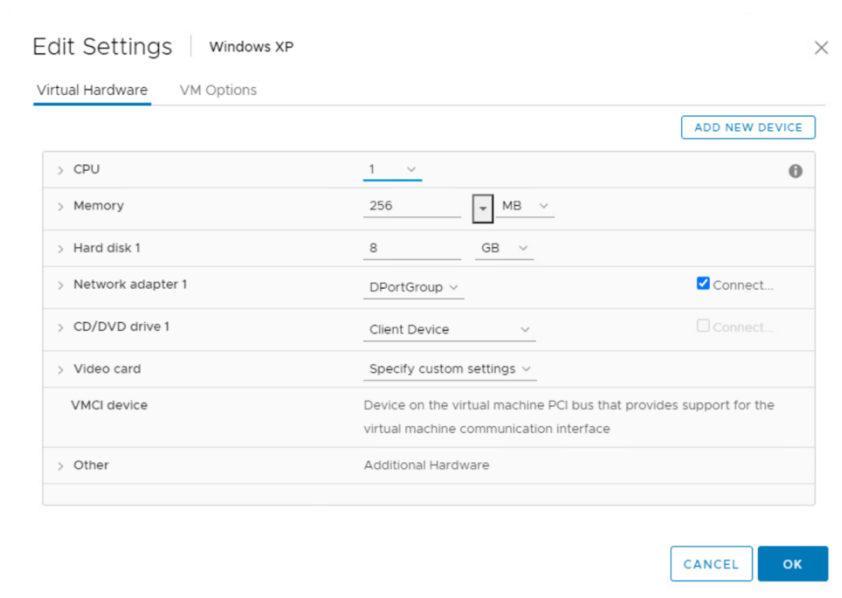 Edit Settings | Windows XP
Virtual Hardware VM Options
ADD NEW DEVICE
CPU 1
Memory 256 MB
Hard disk 1 8 GB
Network adapter 1 DPortGroup Connect...
CD/DVD drive 1 Client Device Connect...
Video card Specify custom settings
VMCI device Device on the virtual machine PCI bus that provides support for the
virtual machine communication interface
Other Additional Hardware
CANCEL OK